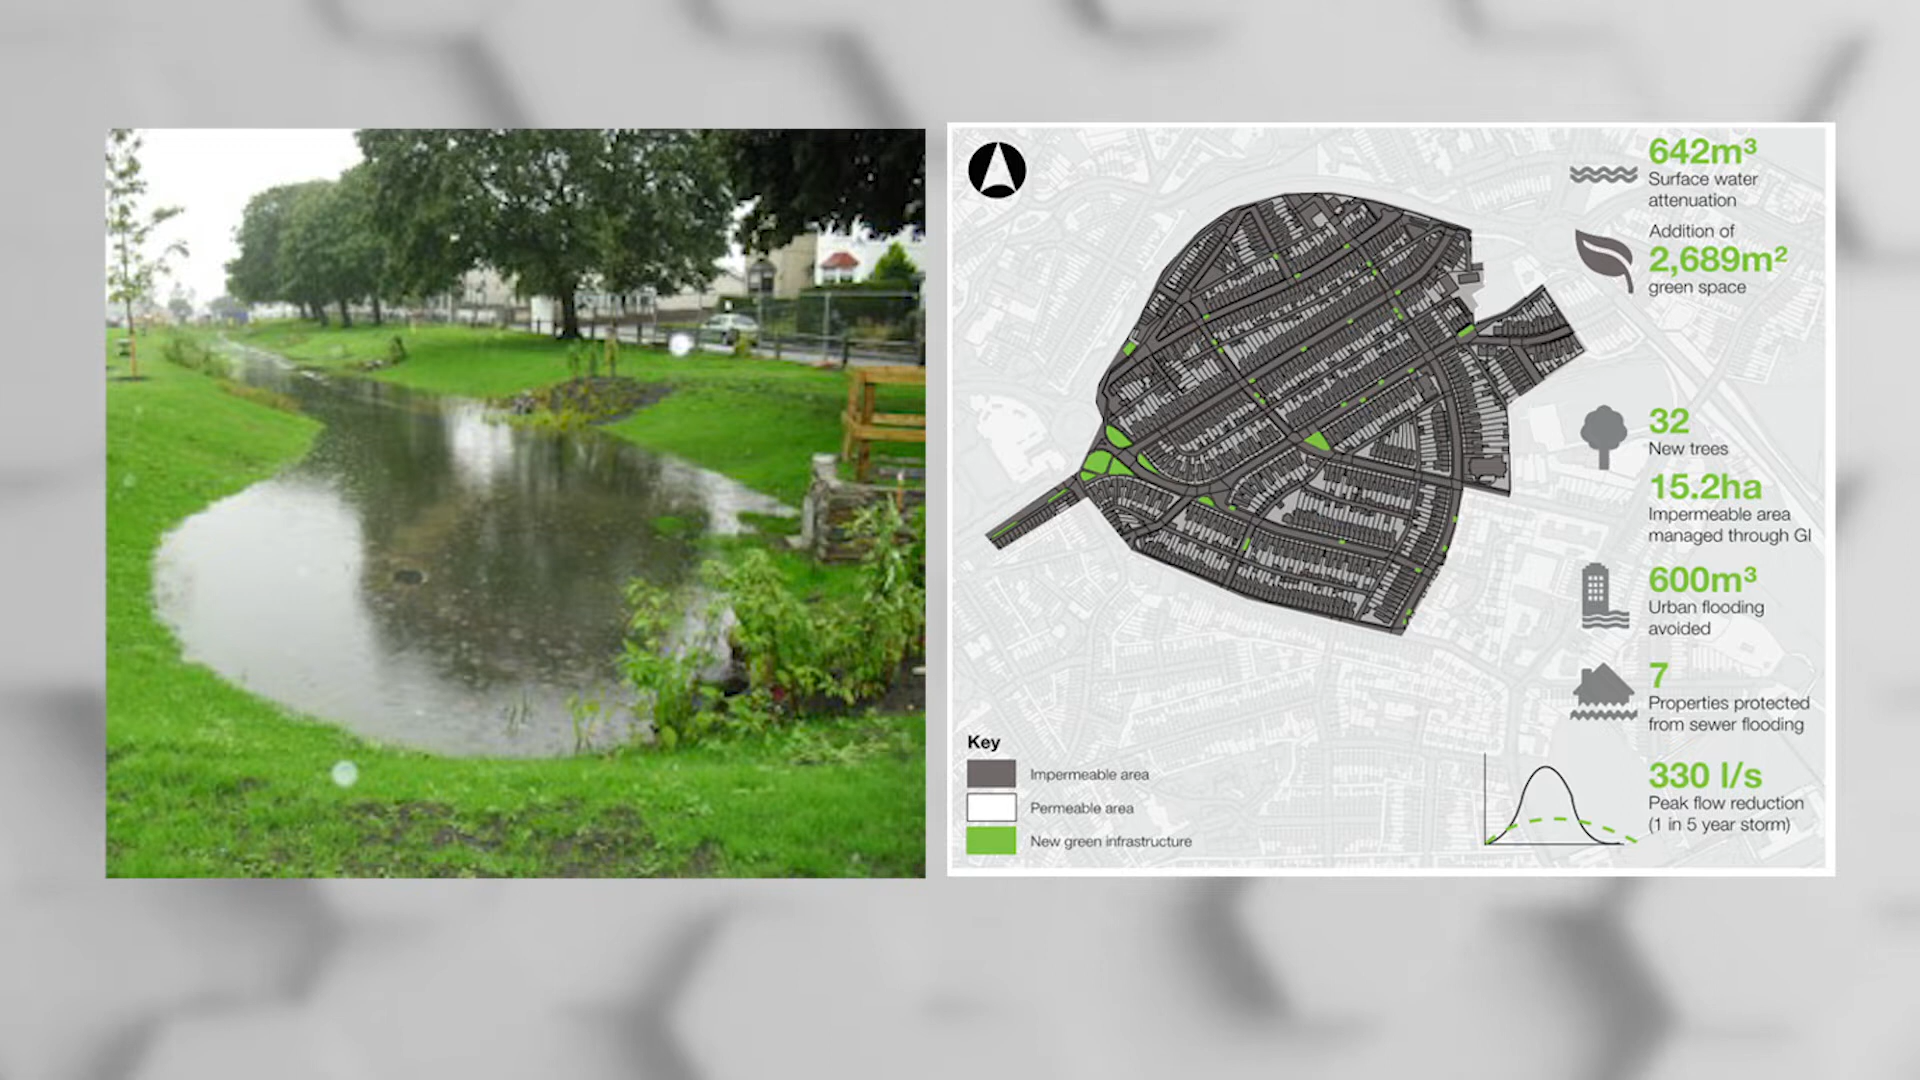 642m³
Surface water
attenuation
Addition of
2,689m²
green space
32
New trees
15.2ha
Impermeable area
managed through GI
600m³
Urban flooding
avoided
7
Properties protected
from sewer flooding
330 l/s
Peak flow reduction
(1 in 5 year storm)
Key
Impermeable area
Permeable area
New green infrastructure